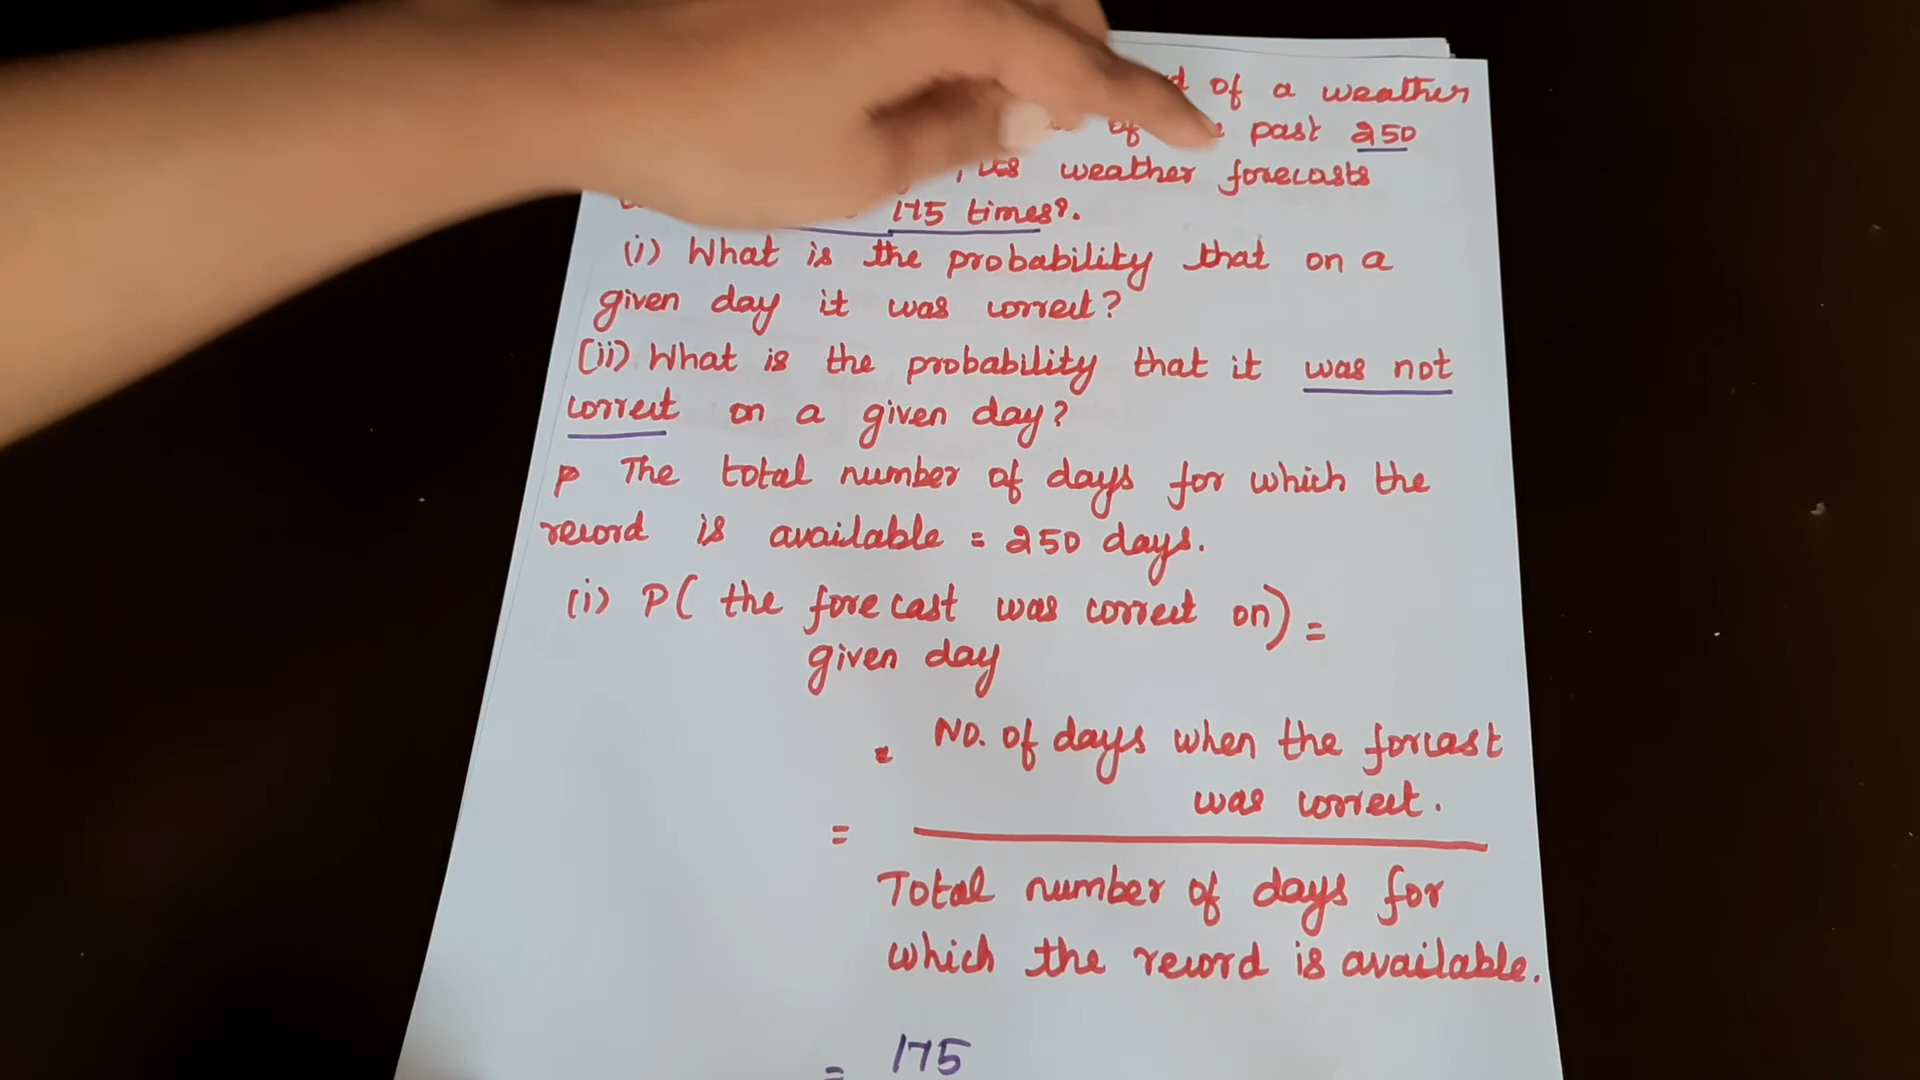 of a weather
of past 250
weather forecasts
175 times?.
(i) What is the probability that on a
given day it was correct?
(ii) What is the probability that it was not
correct on a given day?
P The total number of days for which the
record is available = 250 days.
(i) P( the forecast was correct on) =
given day
No. of days when the forcast
was correct.
=
Total number of days for
which the record is available.
= 175